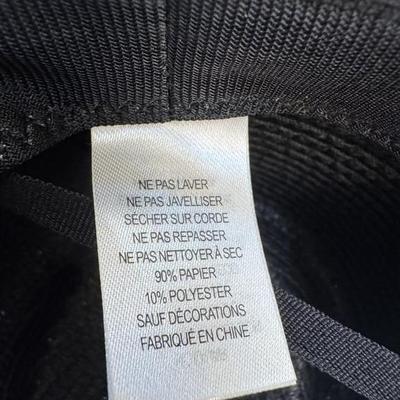 NE PAS LAVER
NE PAS JAVELLISER
SÉCHER SUR CORDE
NE PAS REPASSER
NE PAS NETTOYER À SEC
90% PAPIER
10% POLYESTER
SAUF DÉCORATIONS
FABRIQUÉ EN CHINE